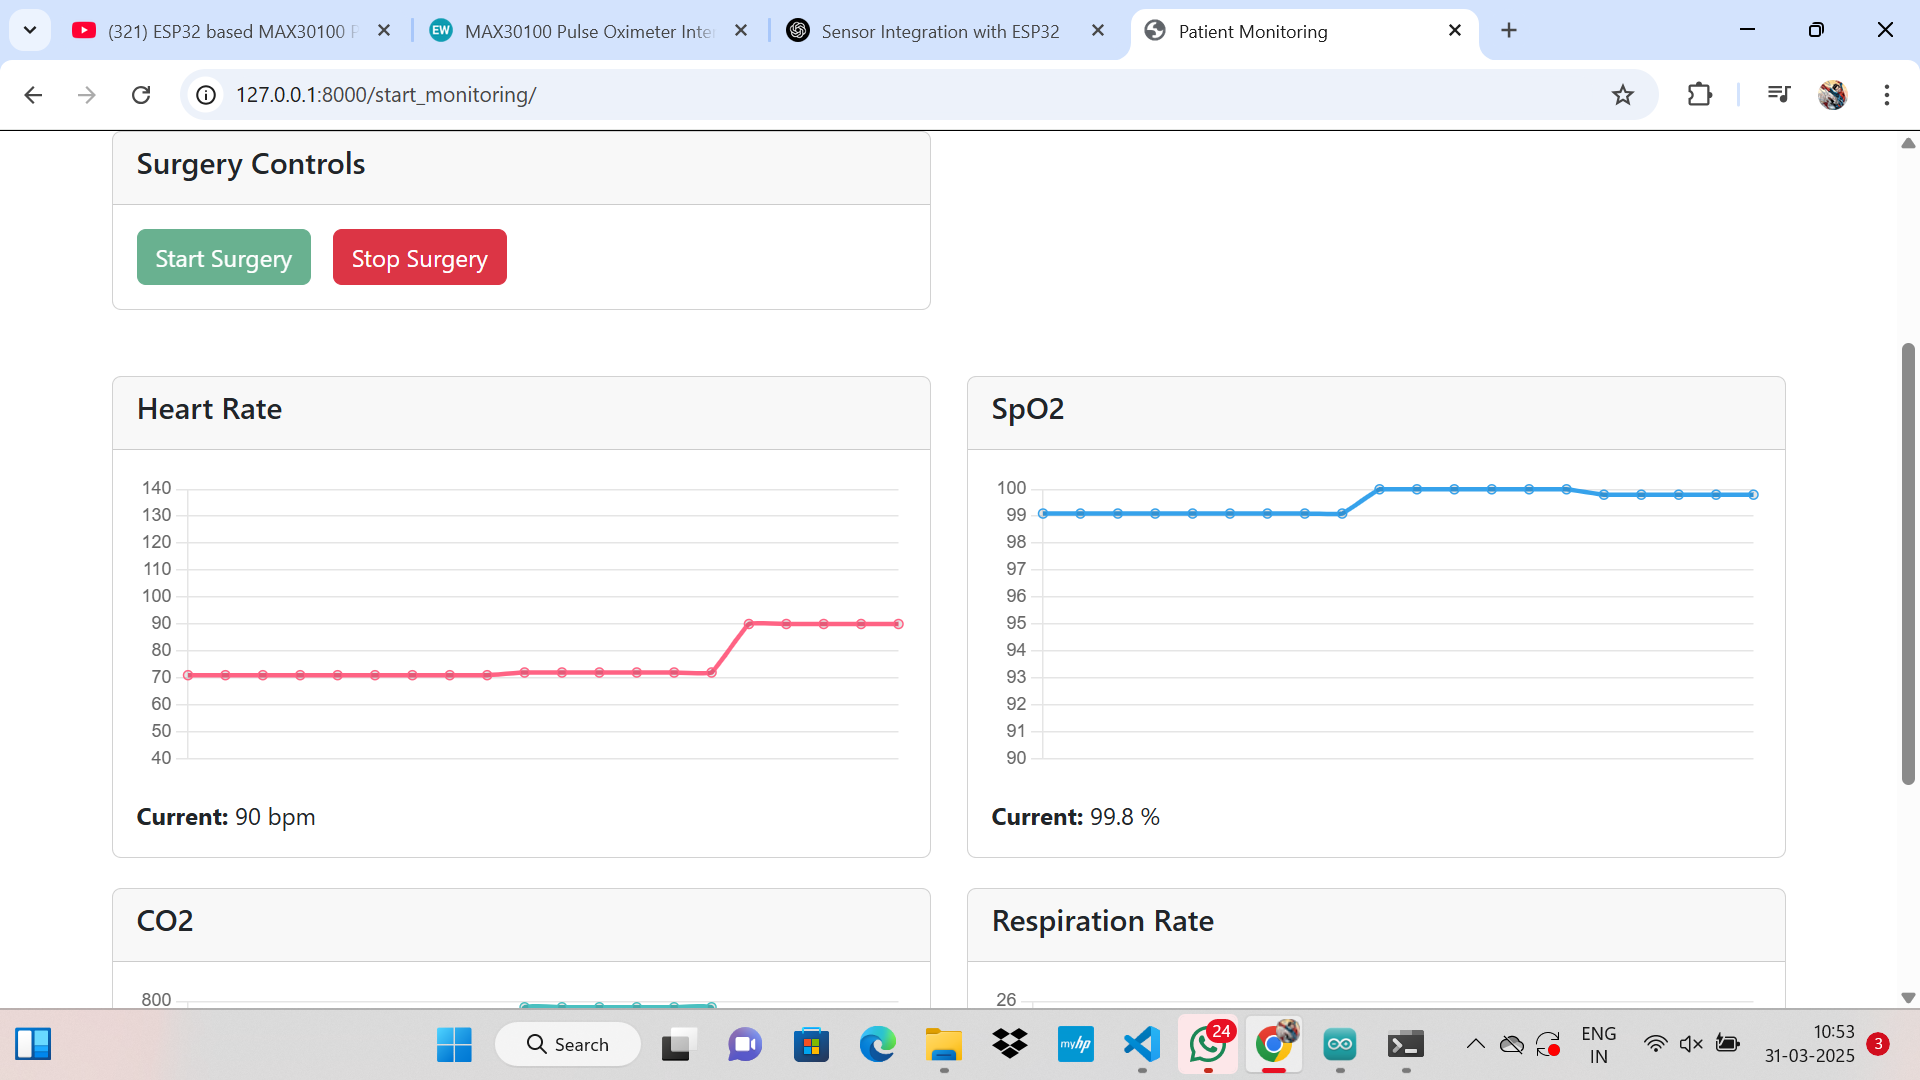 (321) ESP32 based MAX30100 P
EW MAX30100 Pulse Oximeter Inte
Sensor Integration with ESP32
Patient Monitoring
127.0.0.1:8000/start_monitoring/
Surgery Controls
Start Surgery
Stop Surgery
Heart Rate
140
130
120
110
100
90
80
70
60
50
40
Current: 90 bpm
SpO2
100
99
98
97
96
95
94
93
92
91
90
Current: 99.8 %
CO2
800
Respiration Rate
26
Search
myhp
24
ENG
IN
10:53
31-03-2025
3